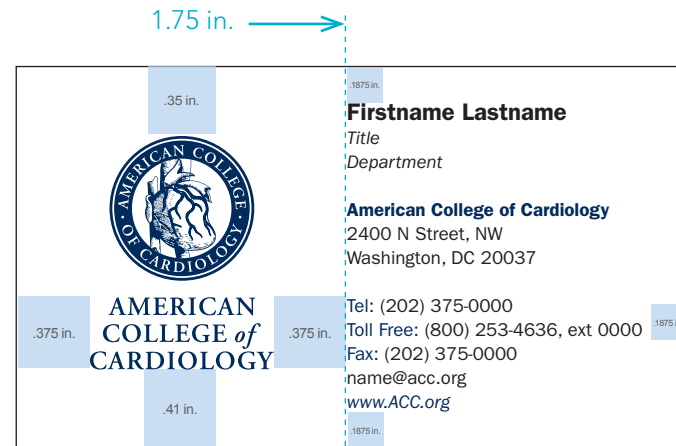 1.75 in.
.35 in.
AMERICAN COLLEGE
· OF CARDIOLOGY ·
.375 in.
AMERICAN
COLLEGE of
CARDIOLOGY
.375 in.
.41 in.
.1875 in.
Firstname Lastname
Title
Department
American College of Cardiology
2400 N Street, NW
Washington, DC 20037
Tel: (202) 375-0000
Toll Free: (800) 253-4636, ext 0000
Fax: (202) 375-0000
name@acc.org
www.ACC.org
.1875
.1875 in.